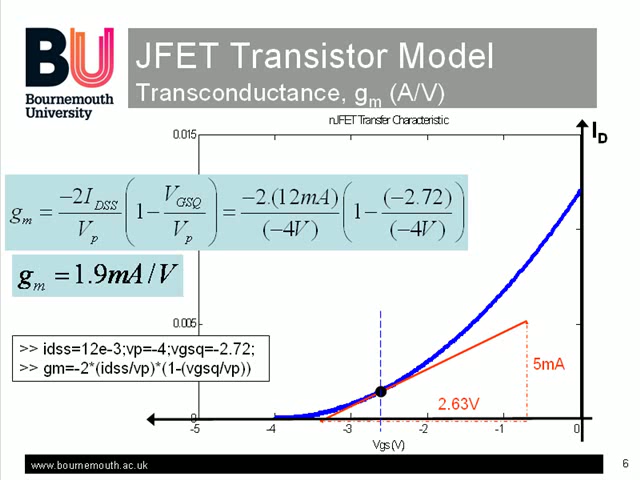 BU
Bournemouth
University
JFET Transistor Model
Transconductance, gm (A/V)
nJFET Transfer Characteristic
0.015
ID
gm = -2IDSS/Vp (1 - VGSQ/Vp) = -2.(12mA)/(-4V) (1 - (-2.72)/(-4V))
gm = 1.9mA/V
0.005
>> idss=12e-3;vp=-4;vgsq=-2.72;
>> gm=-2*(idss/vp)*(1-(vgsq/vp))
5mA
2.63V
0
-5 -4 -3 -2 -1 0
Vgs (V)
www.bournemouth.ac.uk 6